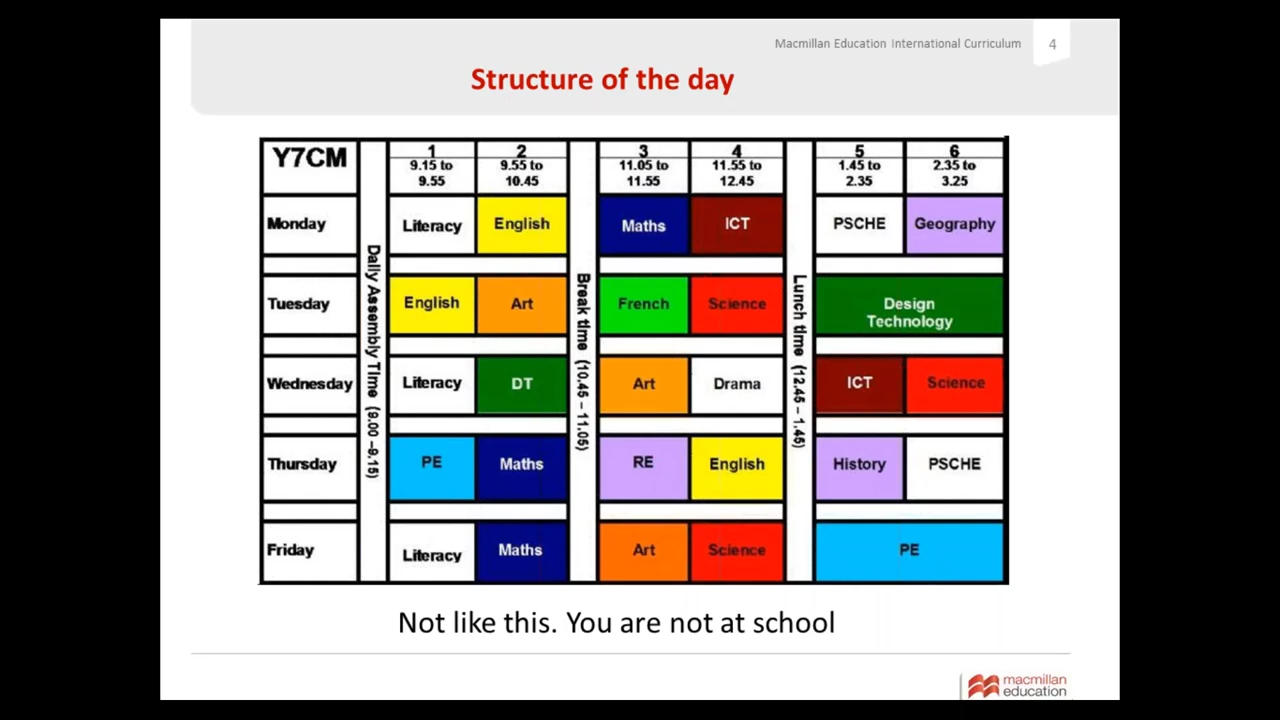 Macmillan Education International Curriculum 4
Structure of the day
Y7CM
1
9.15 to
9.55
2
9.55 to
10.45
3
11.05 to
11.55
4
11.55 to
12.45
5
1.45 to
2.35
6
2.35 to
3.25
Daily Assembly Time (9.00 –9.15)
Break time (10.45 – 11.05)
Lunch time (12.45 – 1.45)
Monday Literacy English Maths ICT PSCHE Geography
Tuesday English Art French Science Design
Technology
Wednesday Literacy DT Art Drama ICT Science
Thursday PE Maths RE English History PSCHE
Friday Literacy Maths Art Science PE
Not like this. You are not at school
macmillan
education